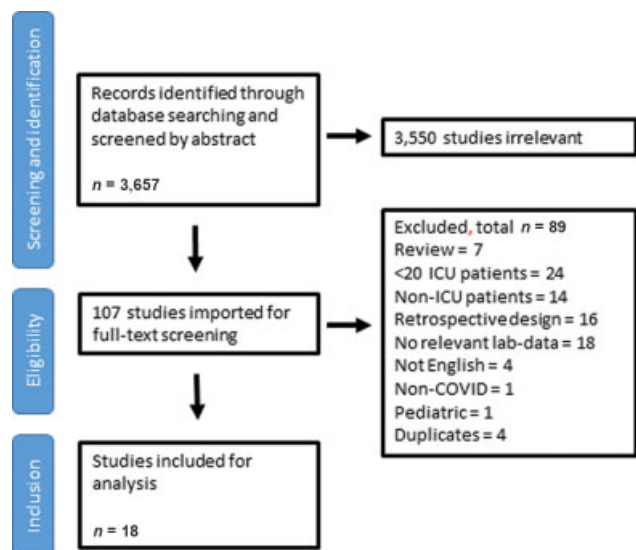 Screening and identification
Records identified through
database searching and
screened by abstract
n = 3,657
3,550 studies irrelevant
Eligibility
107 studies imported for
full-text screening
Excluded, total n = 89
Review = 7
<20 ICU patients = 24
Non-ICU patients = 14
Retrospective design = 16
No relevant lab-data = 18
Not English = 4
Non-COVID = 1
Pediatric = 1
Duplicates = 4
Inclusion
Studies included for
analysis
n = 18